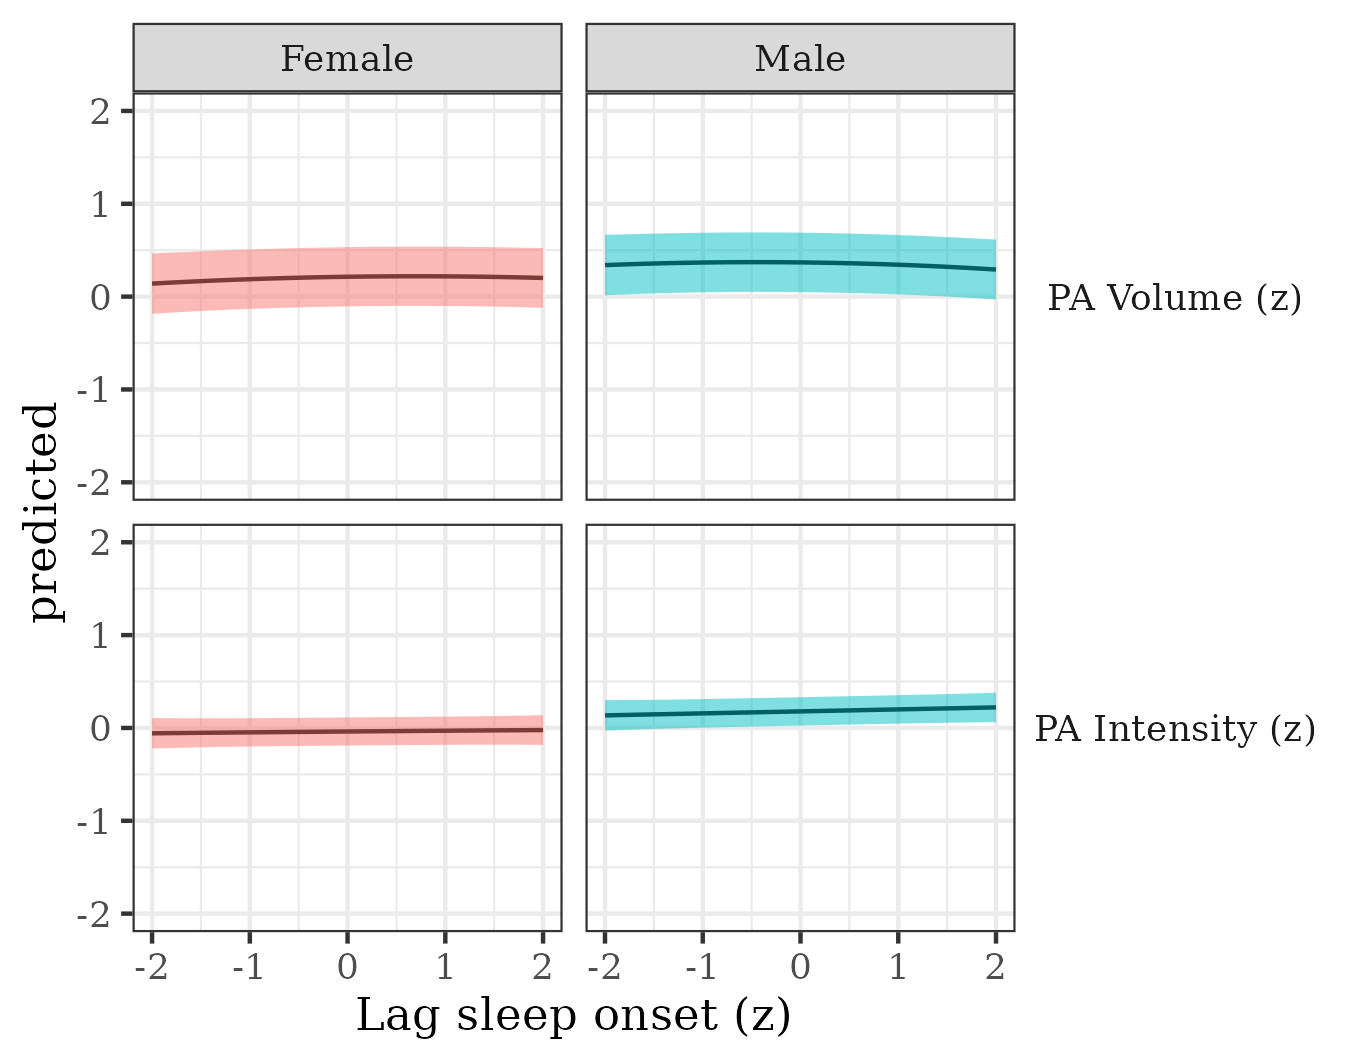 Female Male
2
1
0
-1
-2
PA Volume (z)
predicted
2
1
0
-1
-2
PA Intensity (z)
-2 -1 0 1 2 -2 -1 0 1 2
Lag sleep onset (z)